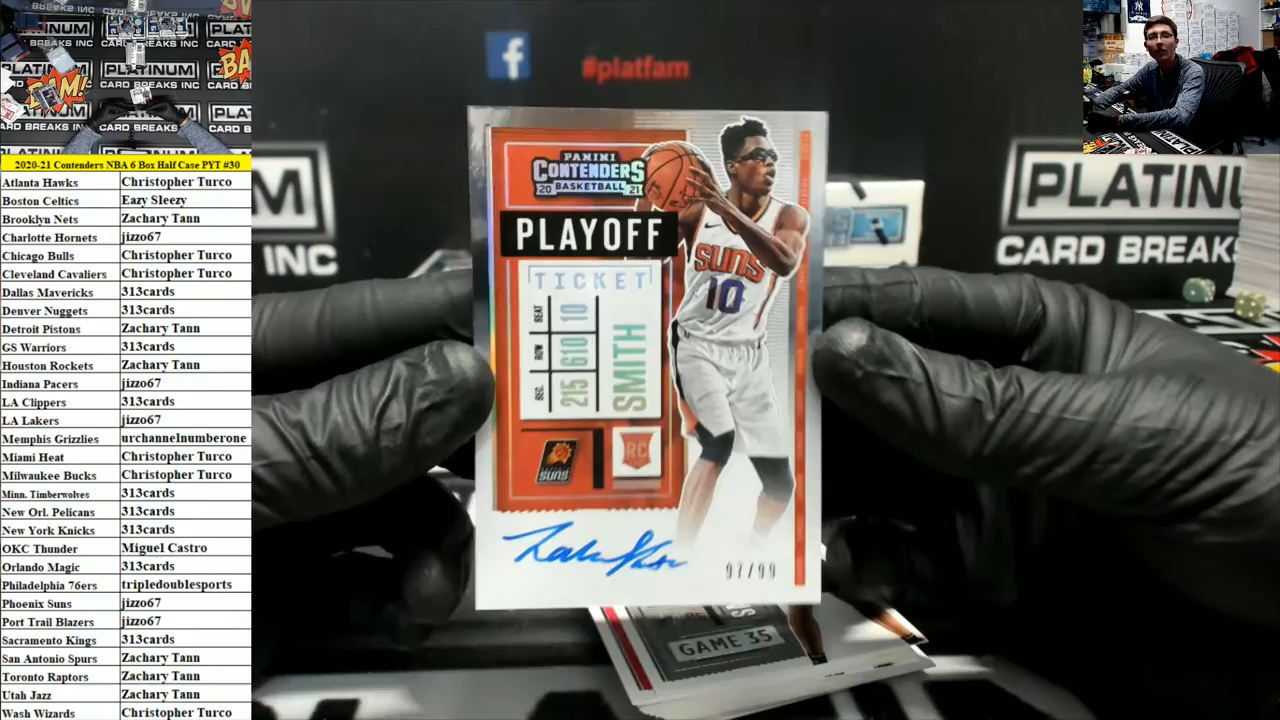 PLATINUM
CARD BREAKS INC
BAM!
2020-21 Contenders NBA 6 Box Half Case PYT #30
Atlanta Hawks Christopher Turco
Boston Celtics Eazy Sleezy
Brooklyn Nets Zachary Tann
Charlotte Hornets jizzo67
Chicago Bulls Christopher Turco
Cleveland Cavaliers Christopher Turco
Dallas Mavericks 313cards
Denver Nuggets 313cards
Detroit Pistons Zachary Tann
GS Warriors 313cards
Houston Rockets Zachary Tann
Indiana Pacers jizzo67
LA Clippers 313cards
LA Lakers jizzo67
Memphis Grizzlies urchannelnumberone
Miami Heat Christopher Turco
Milwaukee Bucks Christopher Turco
Minn. Timberwolves 313cards
New Orl. Pelicans 313cards
New York Knicks 313cards
OKC Thunder Miguel Castro
Orlando Magic 313cards
Philadelphia 76ers tripledoublesports
Phoenix Suns jizzo67
Port Trail Blazers jizzo67
Sacramento Kings 313cards
San Antonio Spurs Zachary Tann
Toronto Raptors Zachary Tann
Utah Jazz Zachary Tann
Wash Wizards Christopher Turco
f #platfam
M
INC
PLATINU
CARD BREAKS
PANINI
CONTENDERS
20 BASKETBALL 21
PLAYOFF
TICKET
SEAT 10
ROW 610
SEC. 215
SMITH
SUNS
10
SUNS
RC
97/99
GAME 35